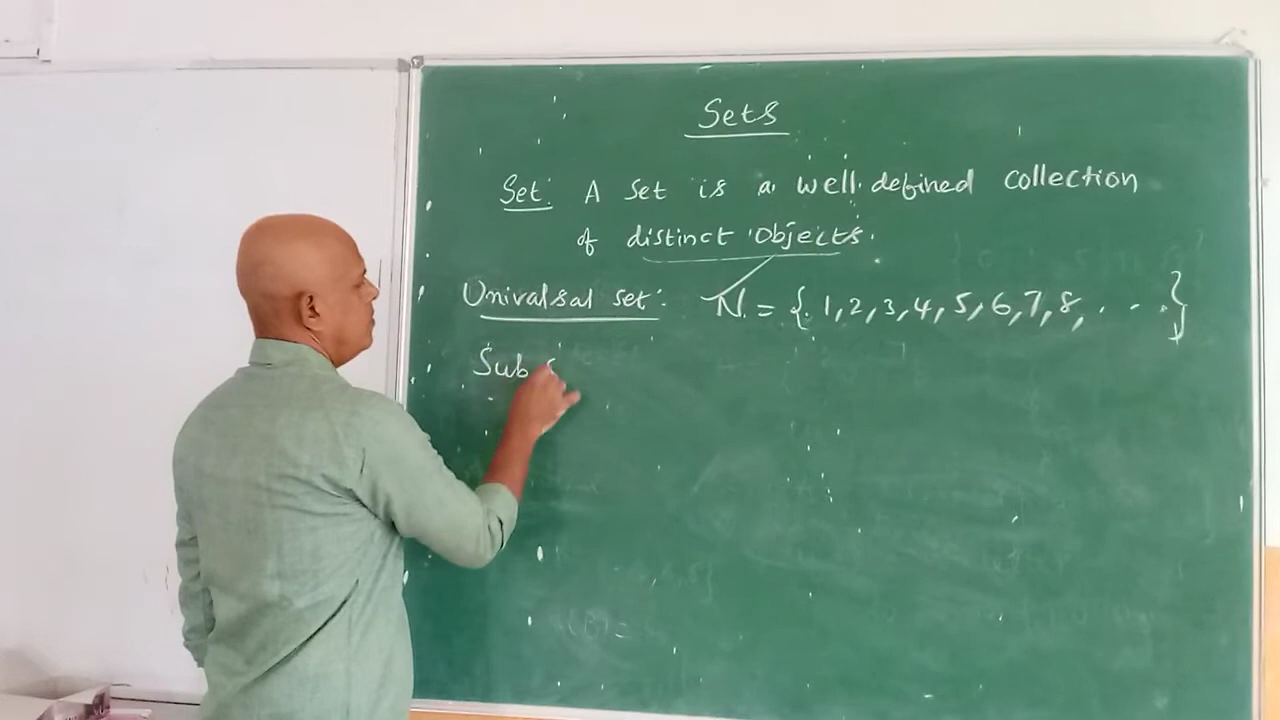 Sets
Set: A set is a well defined collection
of distinct objects.
Univalsal set: N = { 1, 2, 3, 4, 5, 6, 7, 8, . . . }
Sub s